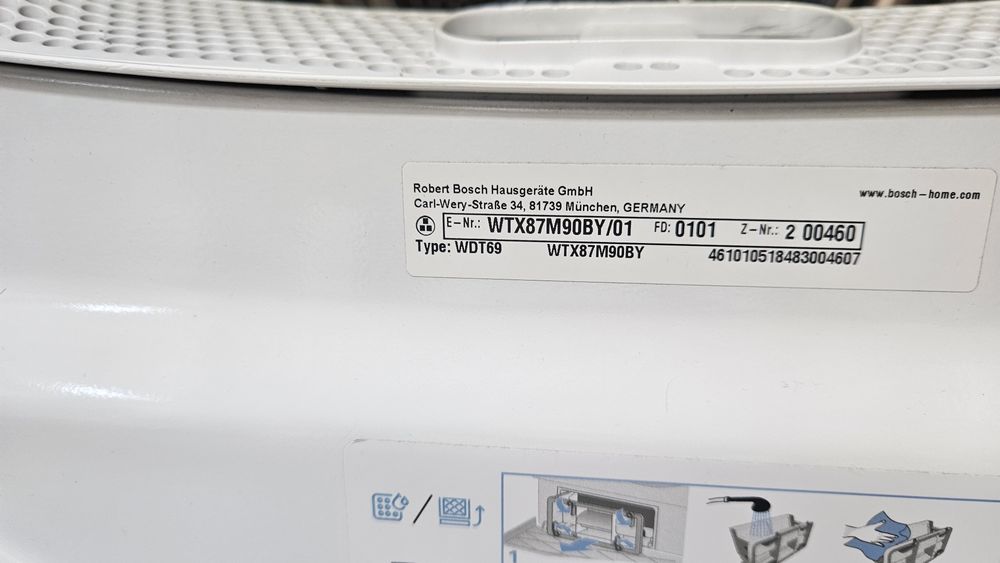 Robert Bosch Hausgeräte GmbH
www.bosch-home.com
Carl-Wery-Straße 34, 81739 München, GERMANY
E-Nr.: WTX87M90BY/01 FD: 0101 Z-Nr.: 2 00460
Type: WDT69 WTX87M90BY 461010518483004607
/
1